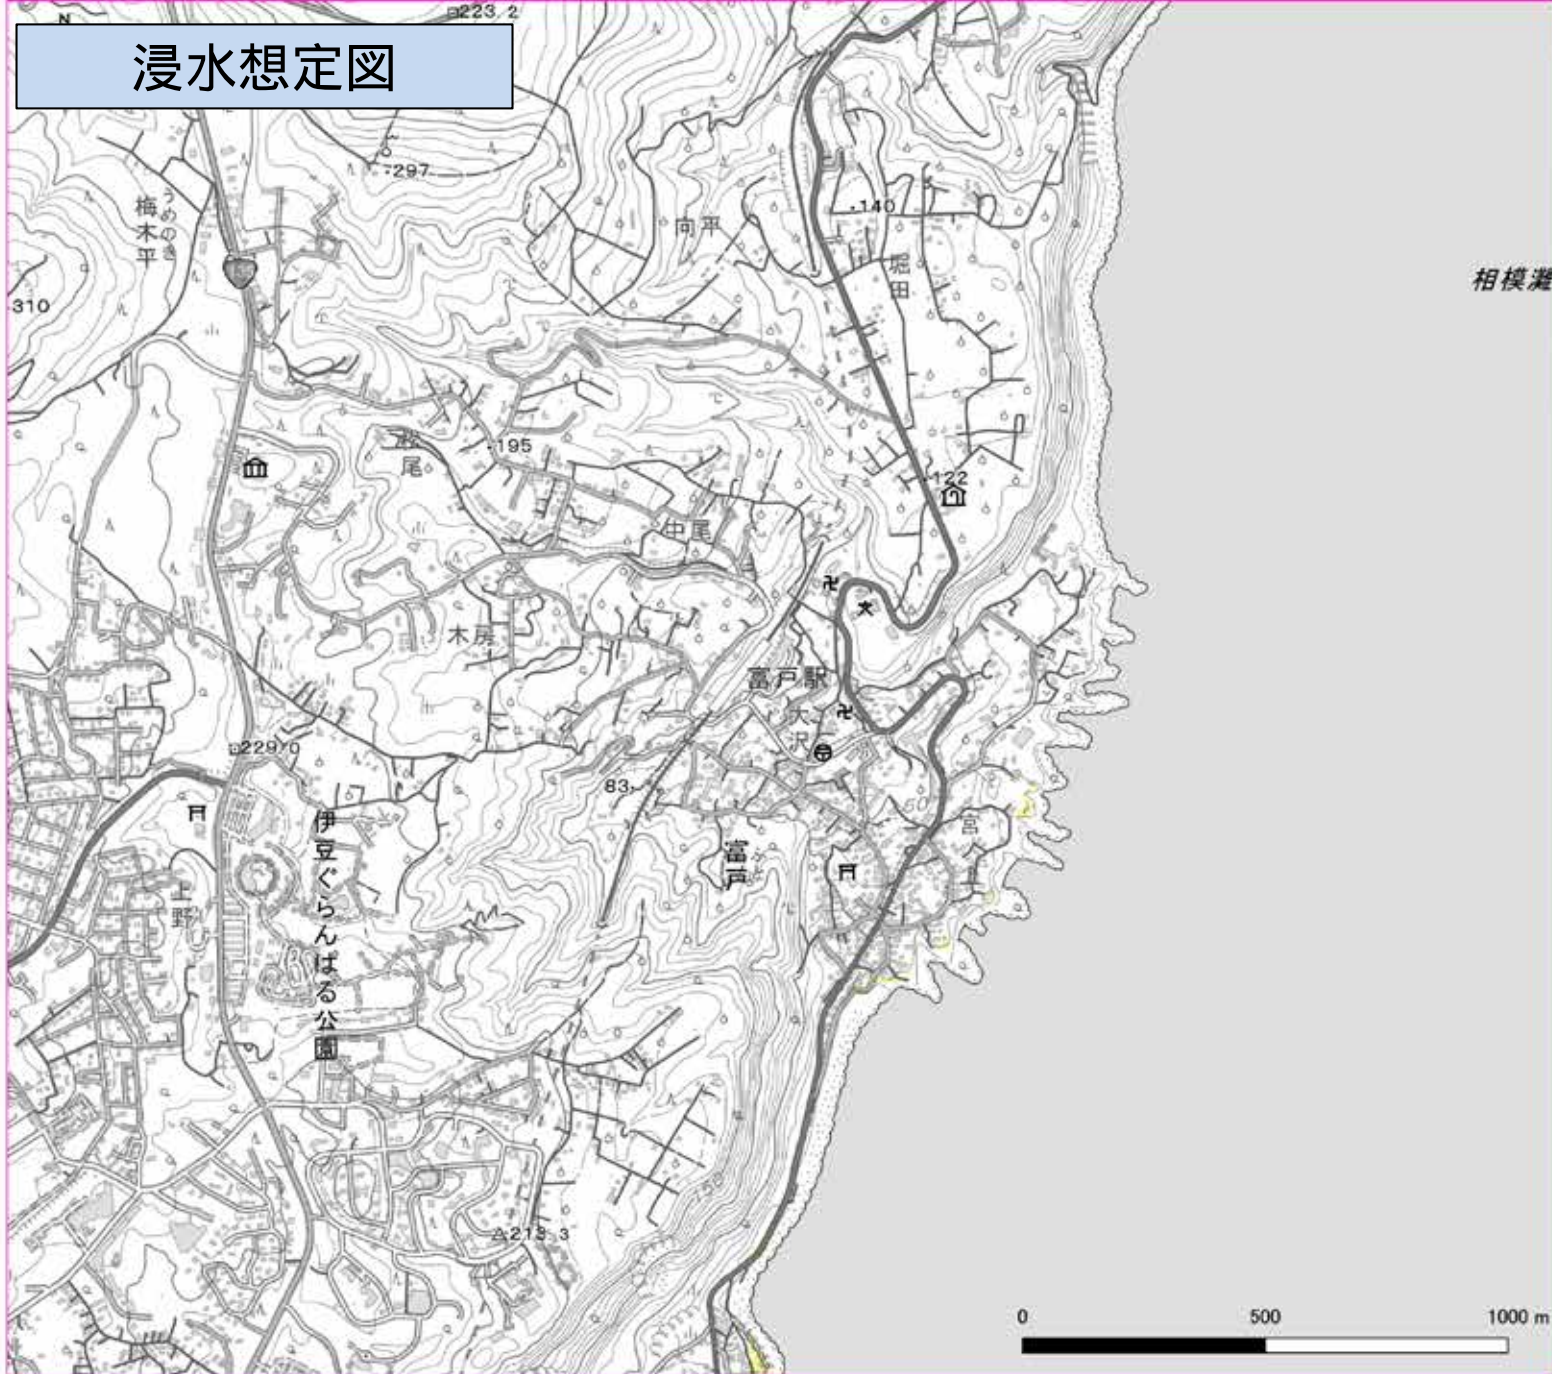 浸水想定図
N
223.2
297
梅木平
うめのき
向平
140
堀田
相模灘
310
松尾
195
122
中尾
木房
富戸駅
大沢
229.0
83
60
宮
伊豆ぐらんぱる公園
富戸
上野
50
213.3
0
500
1000 m